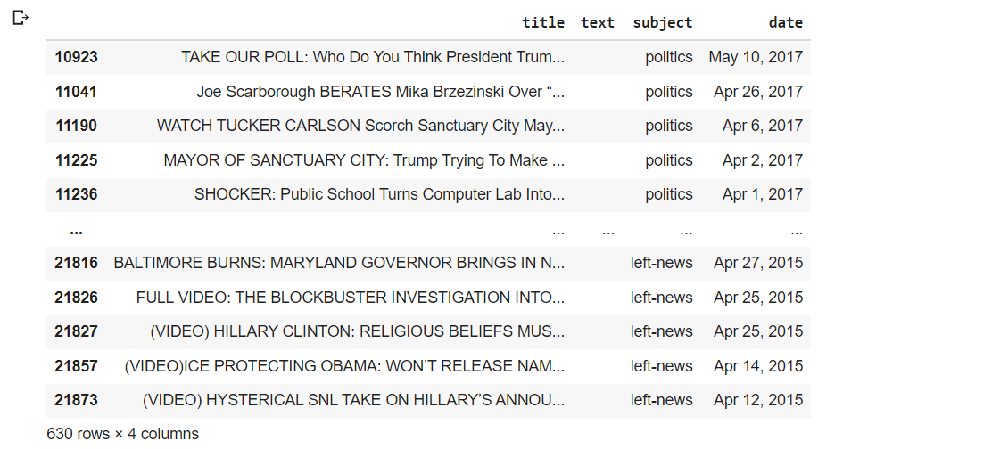 title text subject date
10923 TAKE OUR POLL: Who Do You Think President Trum... politics May 10, 2017
11041 Joe Scarborough BERATES Mika Brzezinski Over “... politics Apr 26, 2017
11190 WATCH TUCKER CARLSON Scorch Sanctuary City May... politics Apr 6, 2017
11225 MAYOR OF SANCTUARY CITY: Trump Trying To Make ... politics Apr 2, 2017
11236 SHOCKER: Public School Turns Computer Lab Into... politics Apr 1, 2017
... ... ... ... ...
21816 BALTIMORE BURNS: MARYLAND GOVERNOR BRINGS IN N... left-news Apr 27, 2015
21826 FULL VIDEO: THE BLOCKBUSTER INVESTIGATION INTO... left-news Apr 25, 2015
21827 (VIDEO) HILLARY CLINTON: RELIGIOUS BELIEFS MUS... left-news Apr 25, 2015
21857 (VIDEO)ICE PROTECTING OBAMA: WON’T RELEASE NAM... left-news Apr 14, 2015
21873 (VIDEO) HYSTERICAL SNL TAKE ON HILLARY’S ANNOU... left-news Apr 12, 2015
630 rows × 4 columns